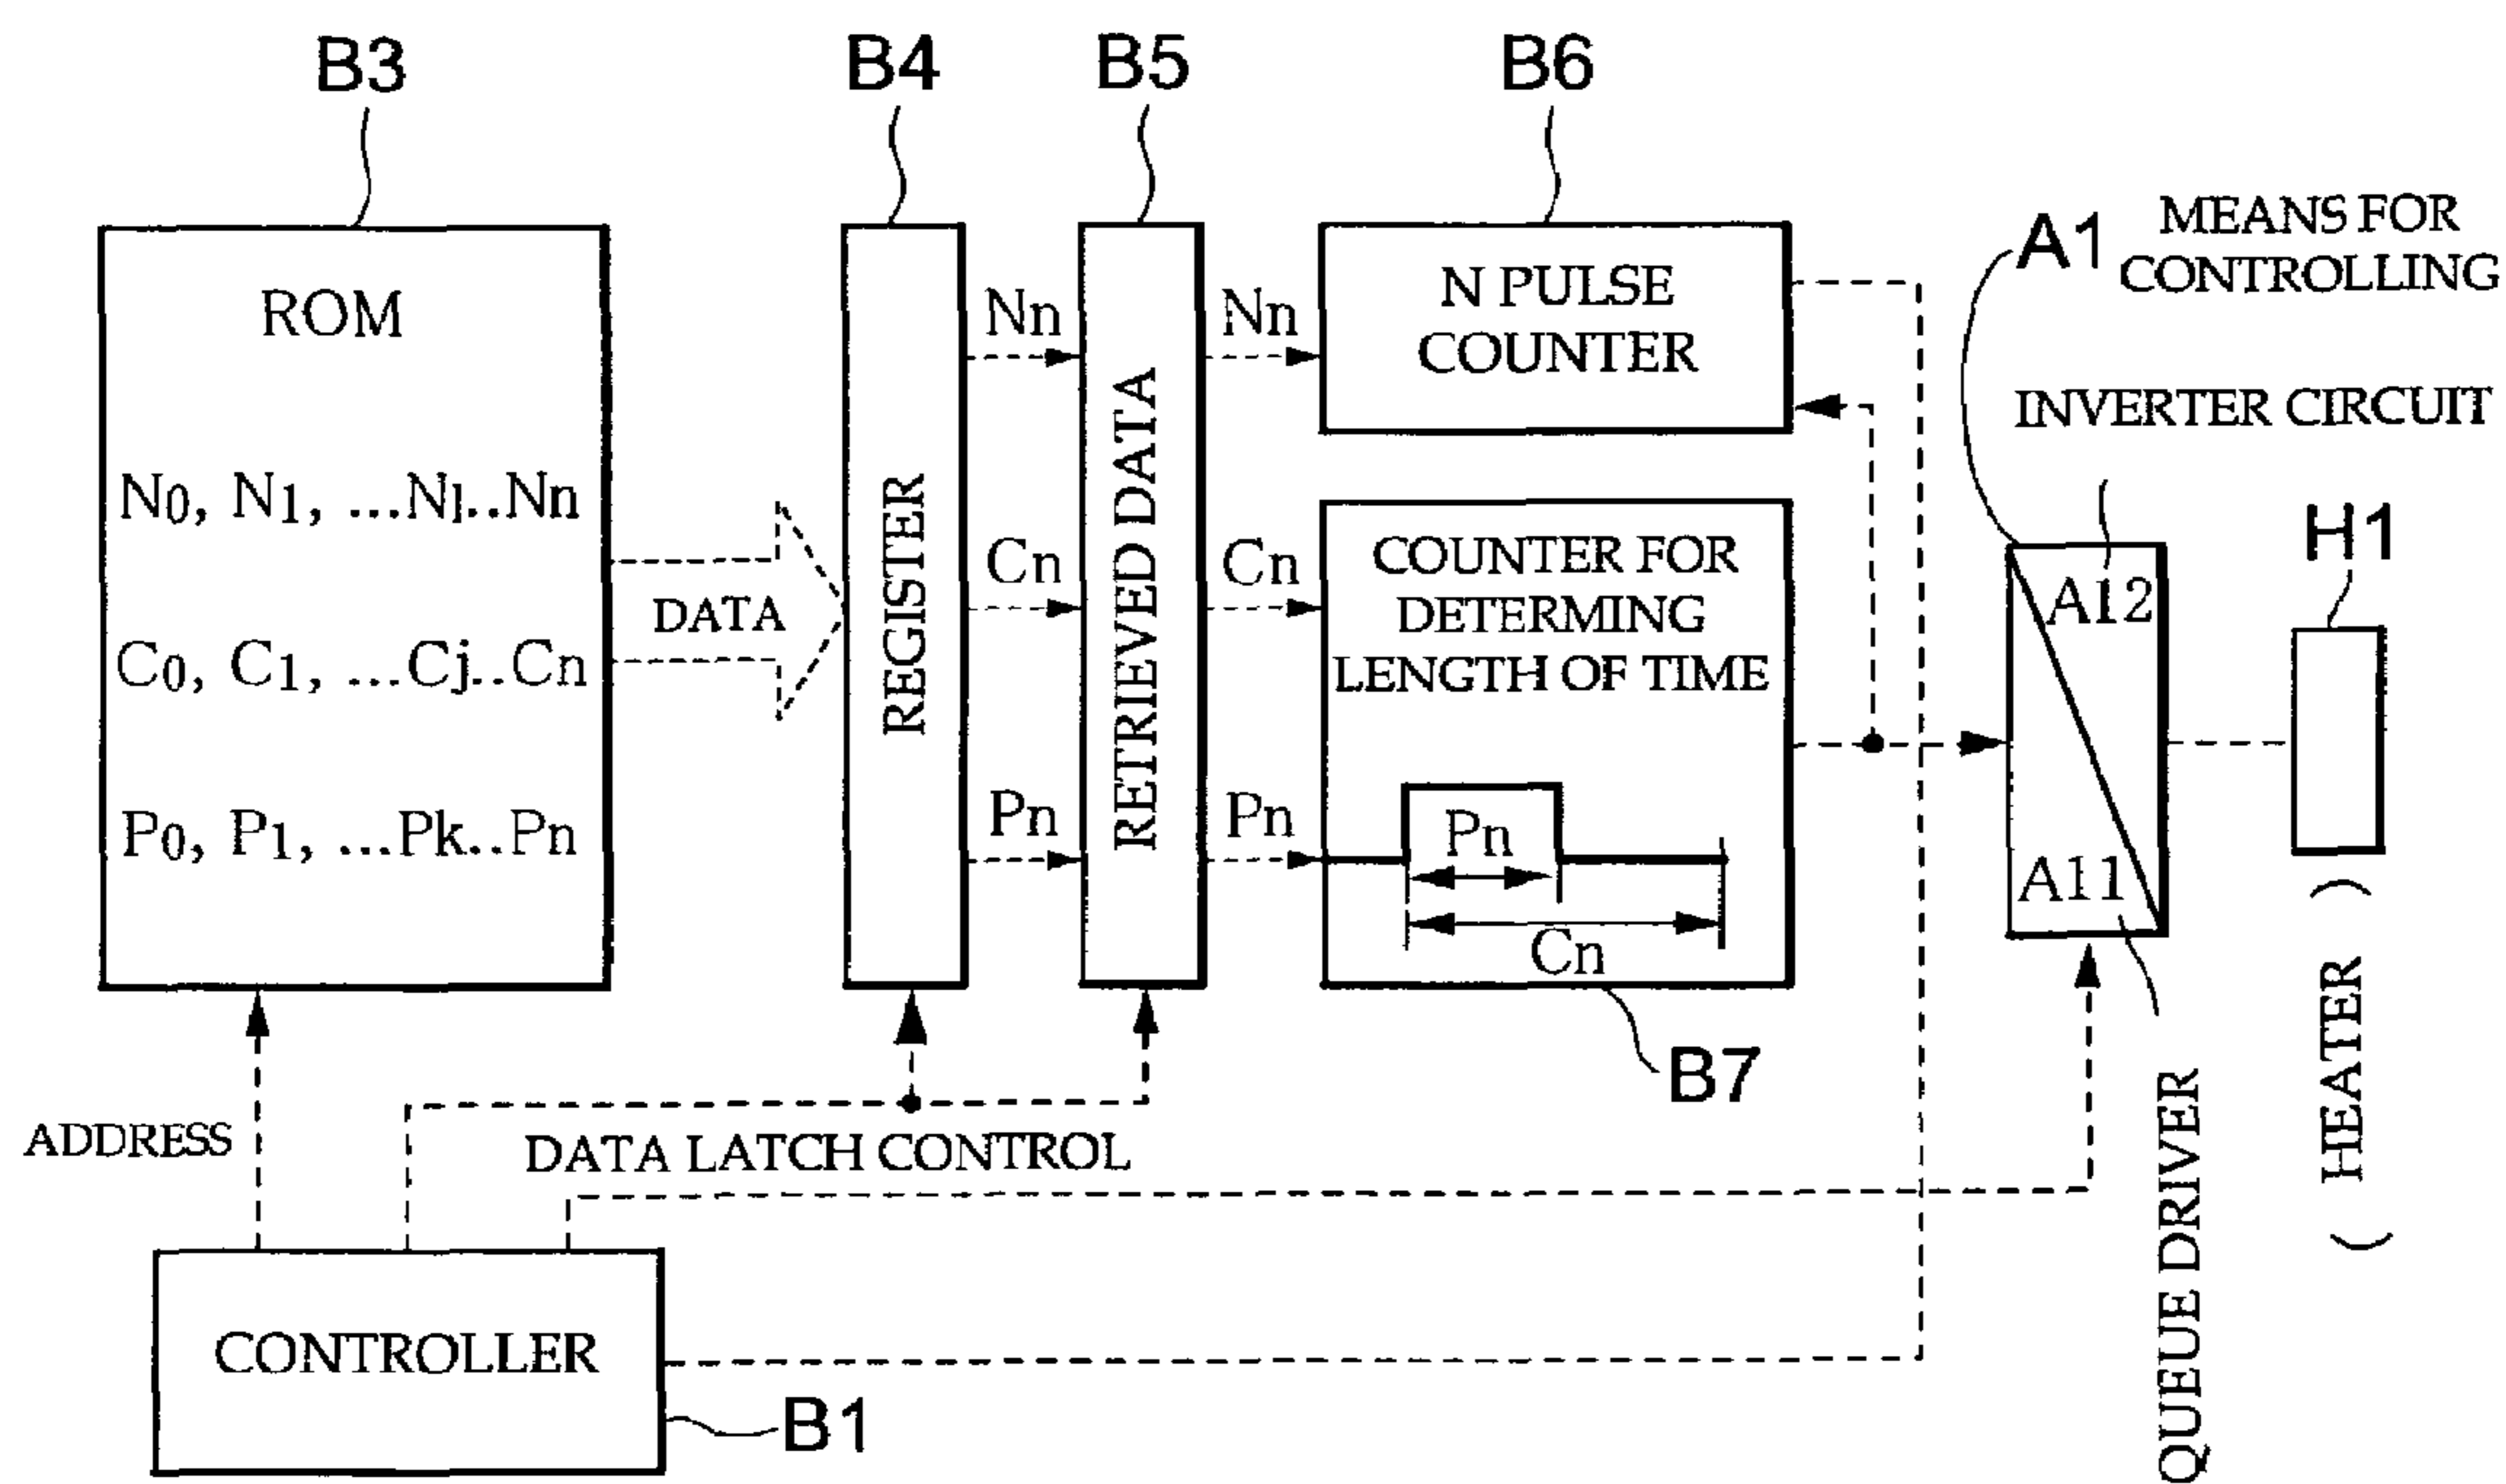 B3
B4
B5
B6
A1
MEANS FOR
CONTROLLING
ROM
N0, N1, ...Nj..Nn
C0, C1, ...Cj..Cn
P0, P1, ...Pk..Pn
DATA
REGISTER
Nn
Cn
Pn
RETRIEVED DATA
Nn
Cn
Pn
N PULSE
COUNTER
COUNTER FOR
DETERMING
LENGTH OF TIME
Pn
Cn
B7
INVERTER CIRCUIT
A12
A11
H1
( HEATER )
QUEUE DRIVER
ADDRESS
DATA LATCH CONTROL
CONTROLLER
B1